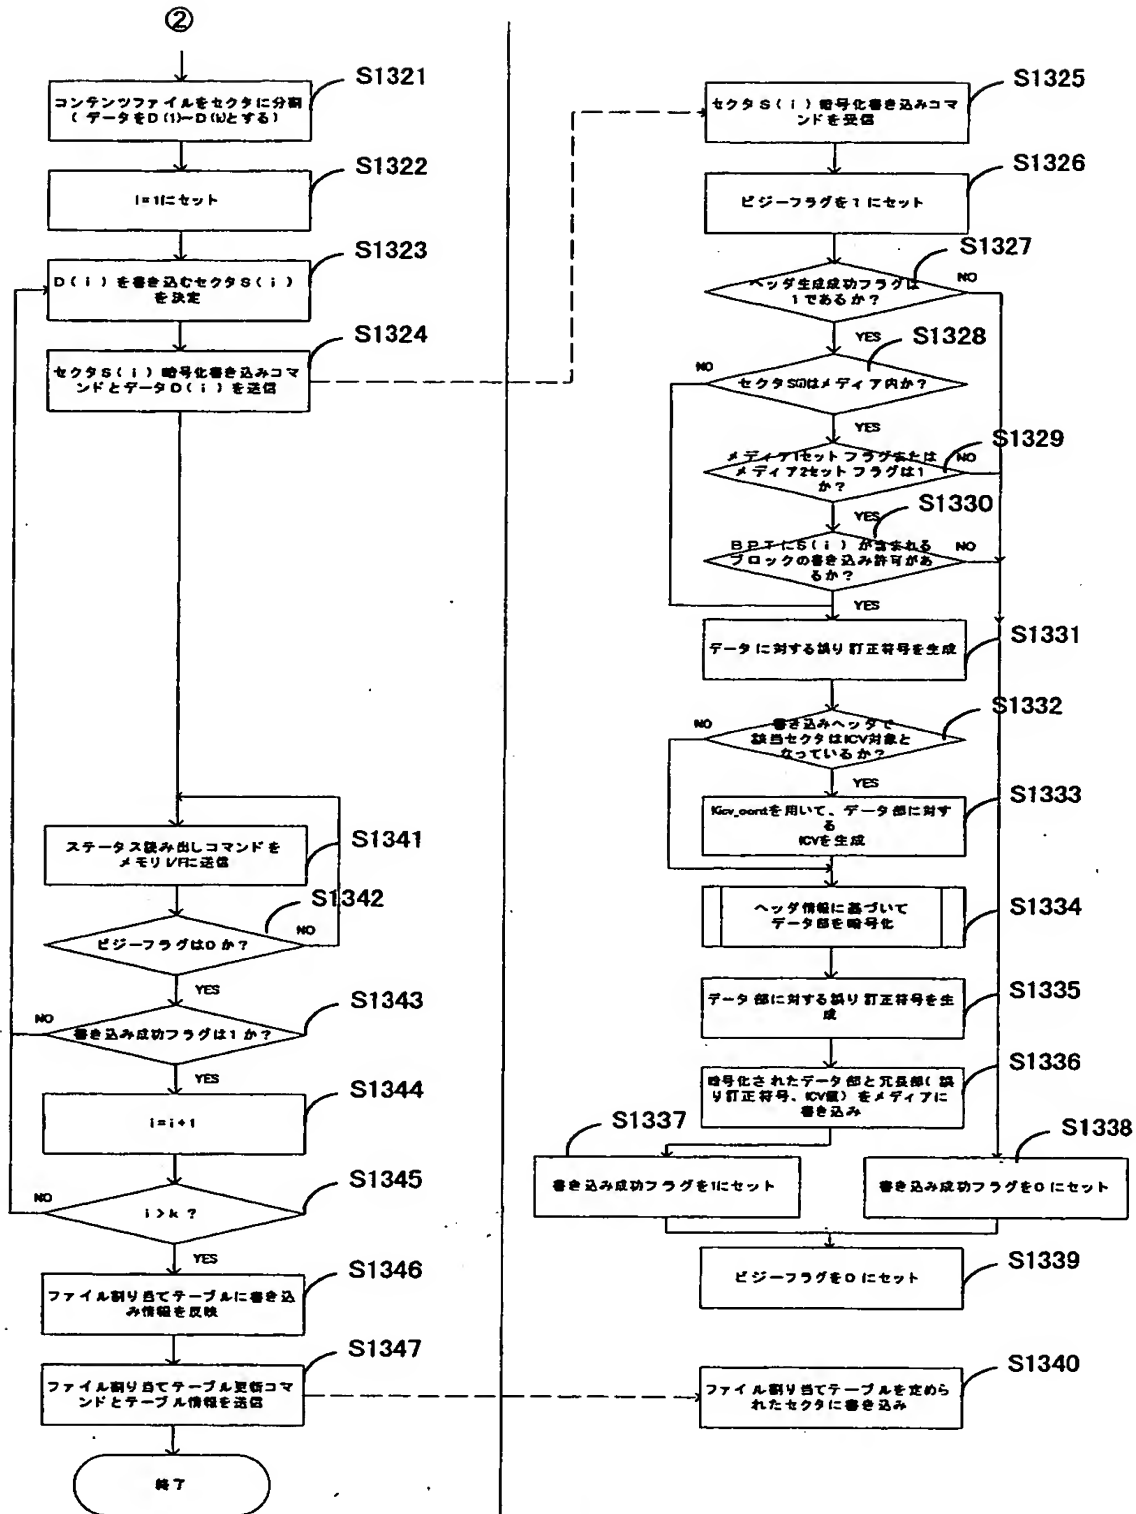 ②
S1321
コンテンツファイルをセクタに分割
(データをD(1)~D(k)とする)
S1322
i=1にセット
S1323
D(i)を書き込むセクタS(i)
を決定
S1324
セクタS(i)暗号化書き込みコマ
ンドとデータD(i)を送信
S1341
ステータス読み出しコマンドを
メモリI/Fに送信
S1342
ビジーフラグは0か?
NO
YES
S1343
書き込み成功フラグは1か?
NO
YES
S1344
i=i+1
S1345
i>k?
NO
YES
S1346
ファイル割り当てテーブルに書き込
み情報を反映
S1347
ファイル割り当てテーブル更新コマ
ンドとテーブル情報を送信
終了
S1325
セクタS(i)暗号化書き込みコマ
ンドを受信
S1326
ビジーフラグを1にセット
S1327
ヘッダ生成成功フラグは
1であるか?
NO
YES
S1328
セクタS(i)はメディア内か?
NO
YES
S1329
メディア1セットフラグまたは
メディア2セットフラグは1
か?
NO
YES
S1330
BPTにS(i)が含まれる
ブロックの書き込み許可があ
るか?
NO
YES
S1331
データに対する誤り訂正符号を生成
S1332
書き込みヘッダで
該当セクタはICV対象と
なっているか?
NO
YES
S1333
Kicv_contを用いて、データ部に対す
る
ICVを生成
S1334
ヘッダ情報に基づいて
データ部を暗号化
S1335
データ部に対する誤り訂正符号を生
成
S1336
暗号化されたデータ部と冗長部(誤
り訂正符号、ICV値)をメディアに
書き込み
S1337
書き込み成功フラグを1にセット
S1338
書き込み成功フラグを0にセット
S1339
ビジーフラグを0にセット
S1340
ファイル割り当てテーブルを定めら
れたセクタに書き込み